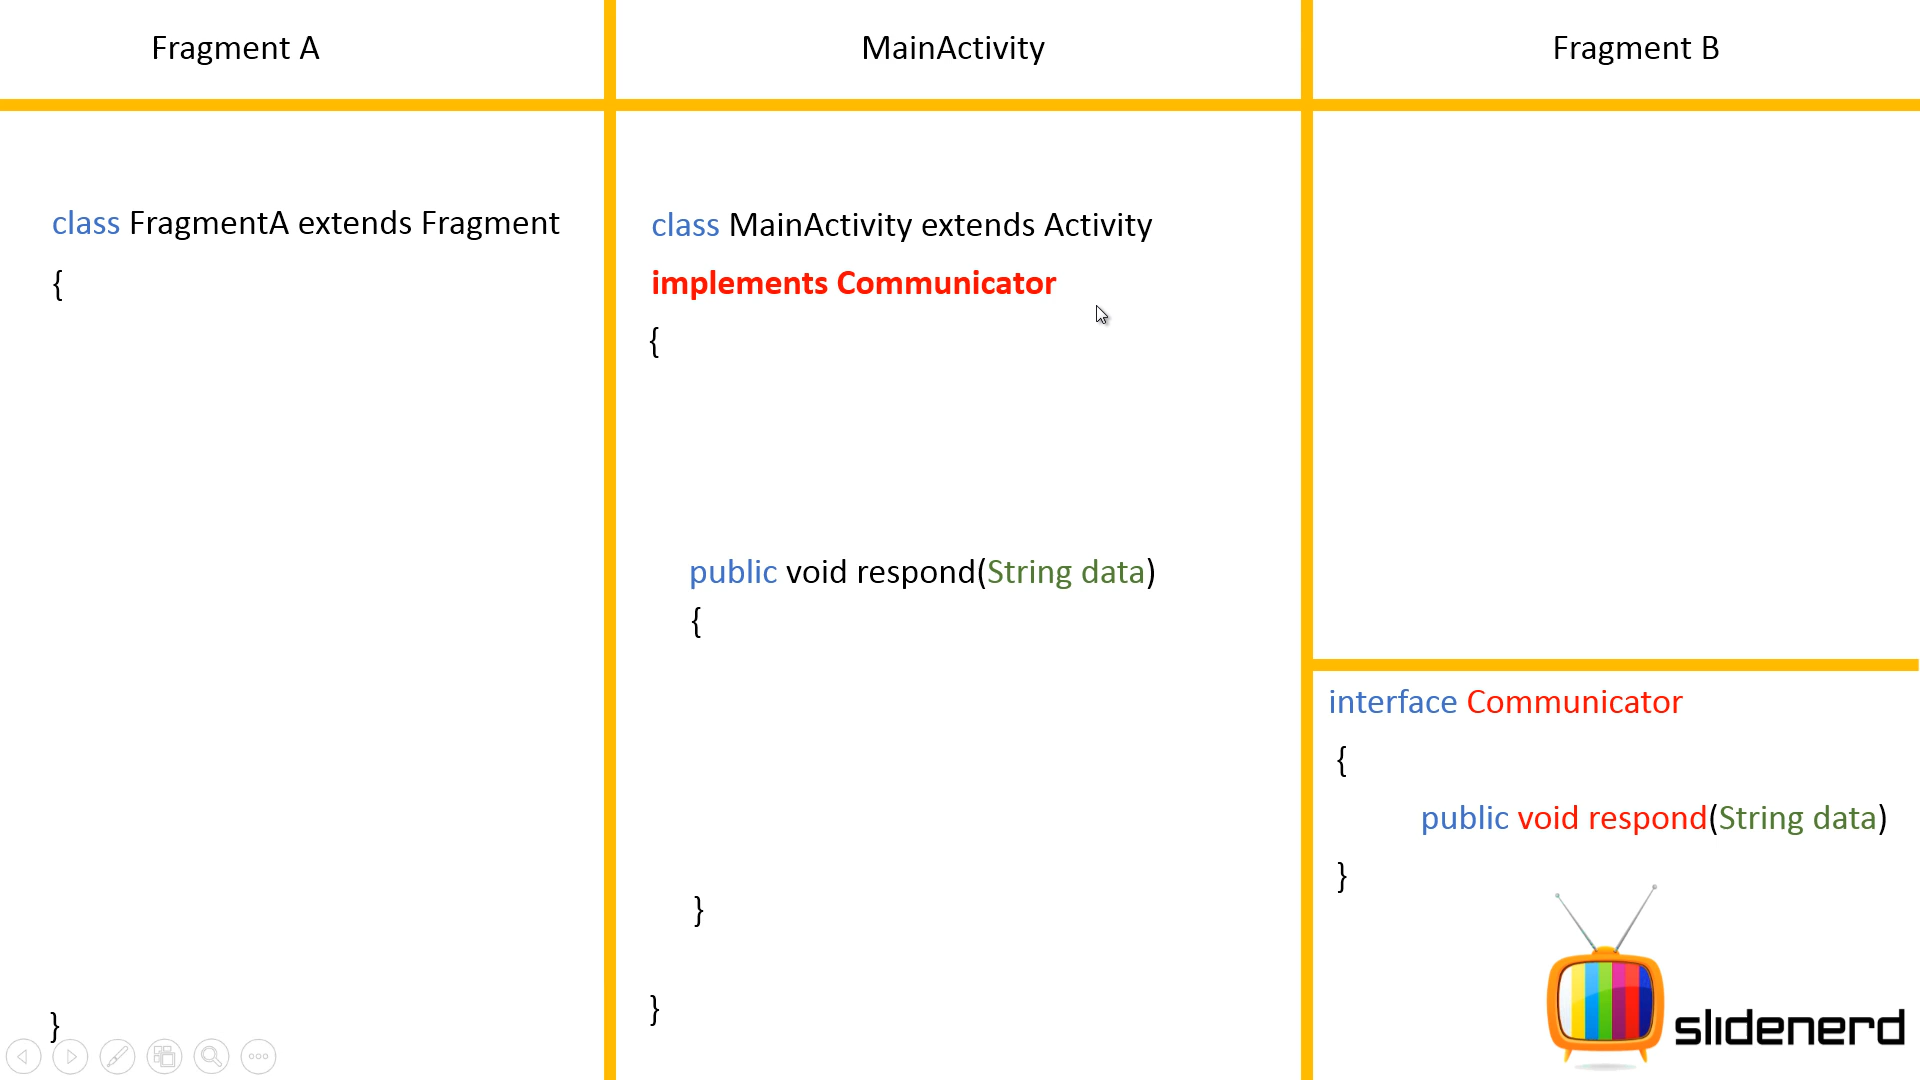 Fragment A
MainActivity
Fragment B
class FragmentA extends Fragment
{
}
class MainActivity extends Activity
implements Communicator
{
public void respond(String data)
{
}
}
interface Communicator
{
public void respond(String data)
}
slidenerd